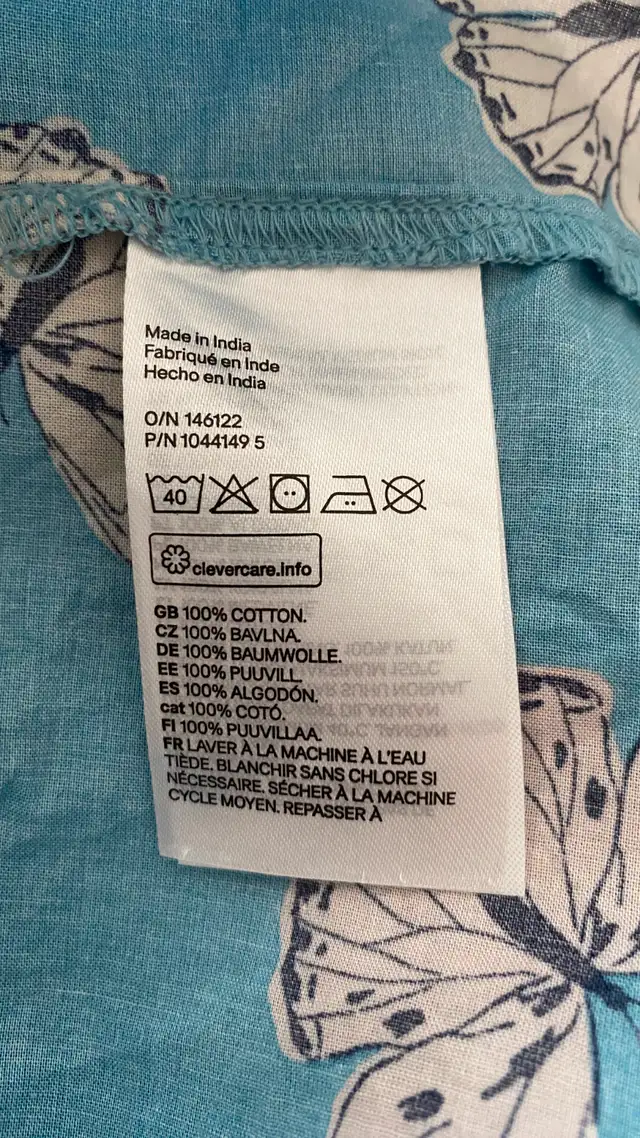 Made in India
Fabriqué en Inde
Hecho en India
O/N 146122
P/N 1044149 5
40
clevercare.info
GB 100% COTTON.
CZ 100% BAVLNA.
DE 100% BAUMWOLLE.
EE 100% PUUVILL.
ES 100% ALGODÓN.
cat 100% COTÓ.
FI 100% PUUVILLAA.
FR LAVER À LA MACHINE À L'EAU
TIÈDE. BLANCHIR SANS CHLORE SI
NÉCESSAIRE. SÉCHER À LA MACHINE
CYCLE MOYEN. REPASSER À